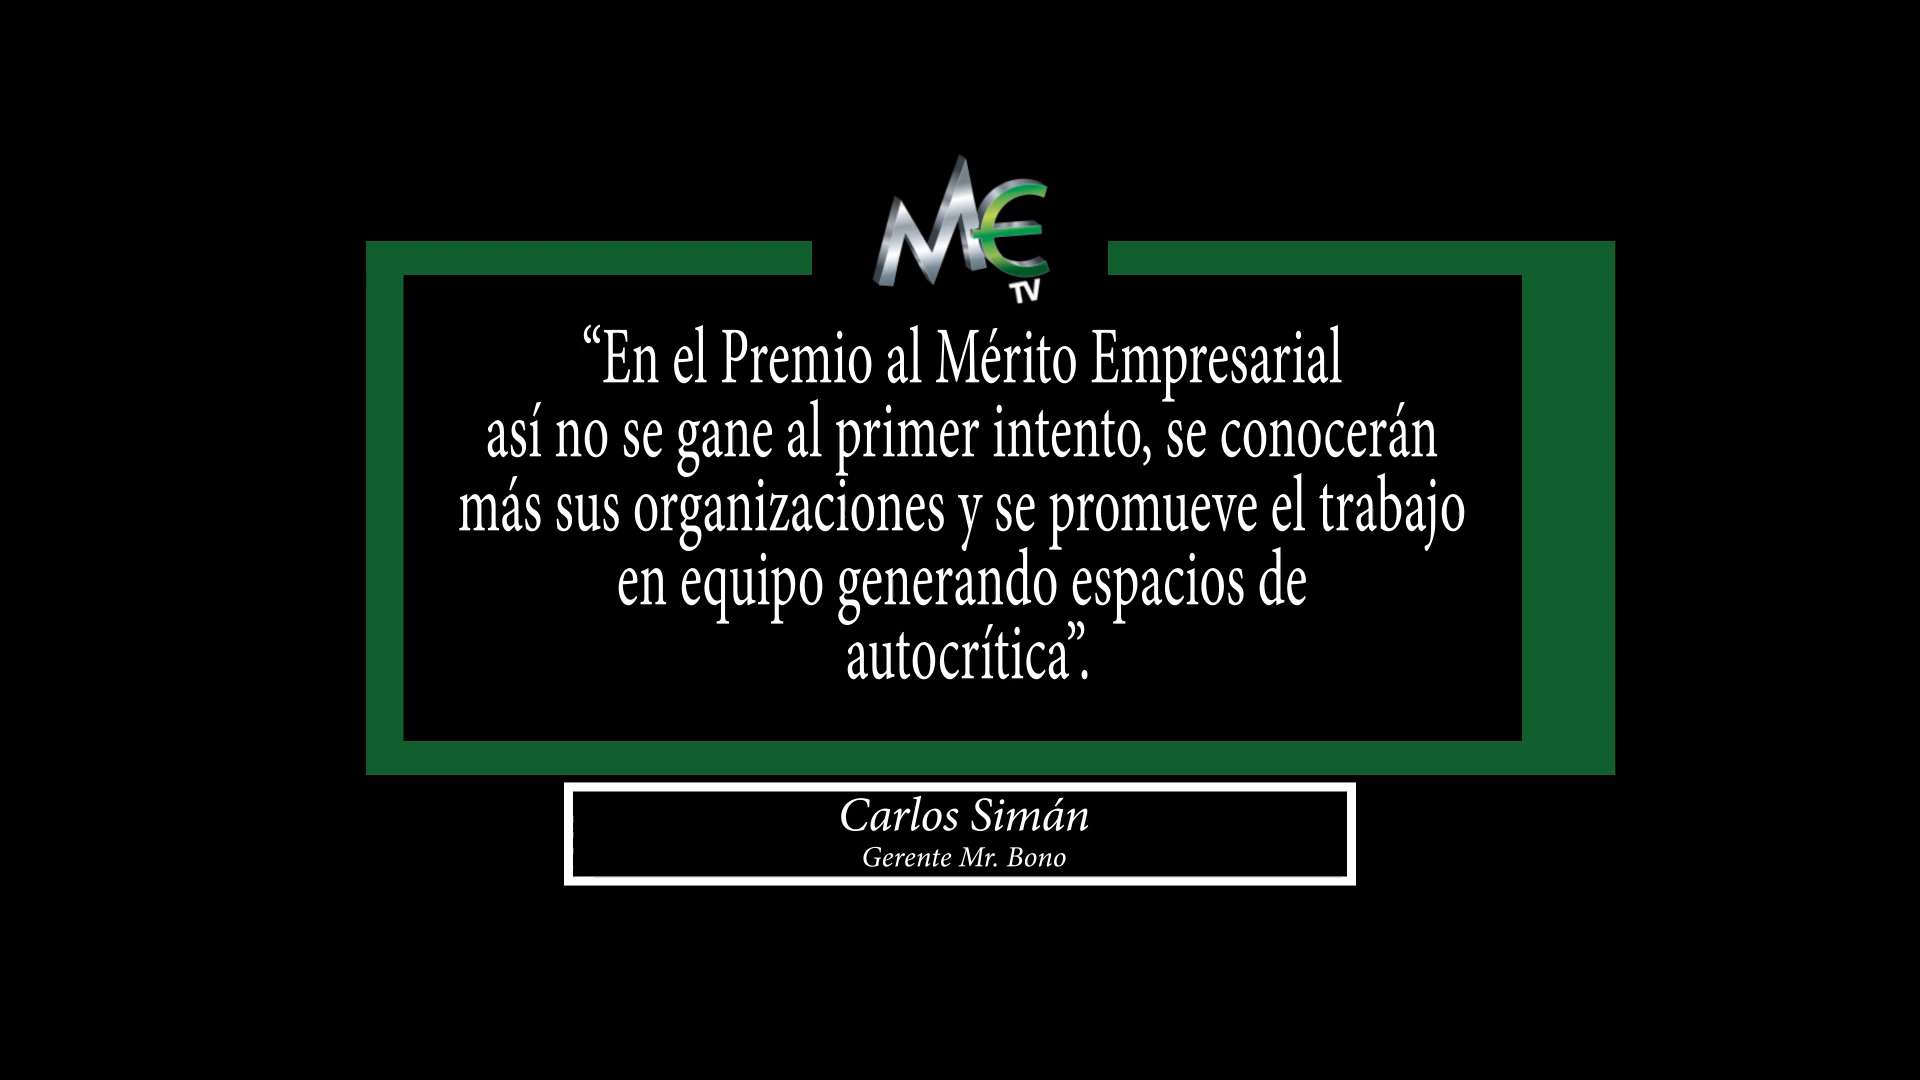 ME
TV
“En el Premio al Mérito Empresarial
así no se gane al primer intento, se conocerán
más sus organizaciones y se promueve el trabajo
en equipo generando espacios de
autocrítica”.
Carlos Simán
Gerente Mr. Bono